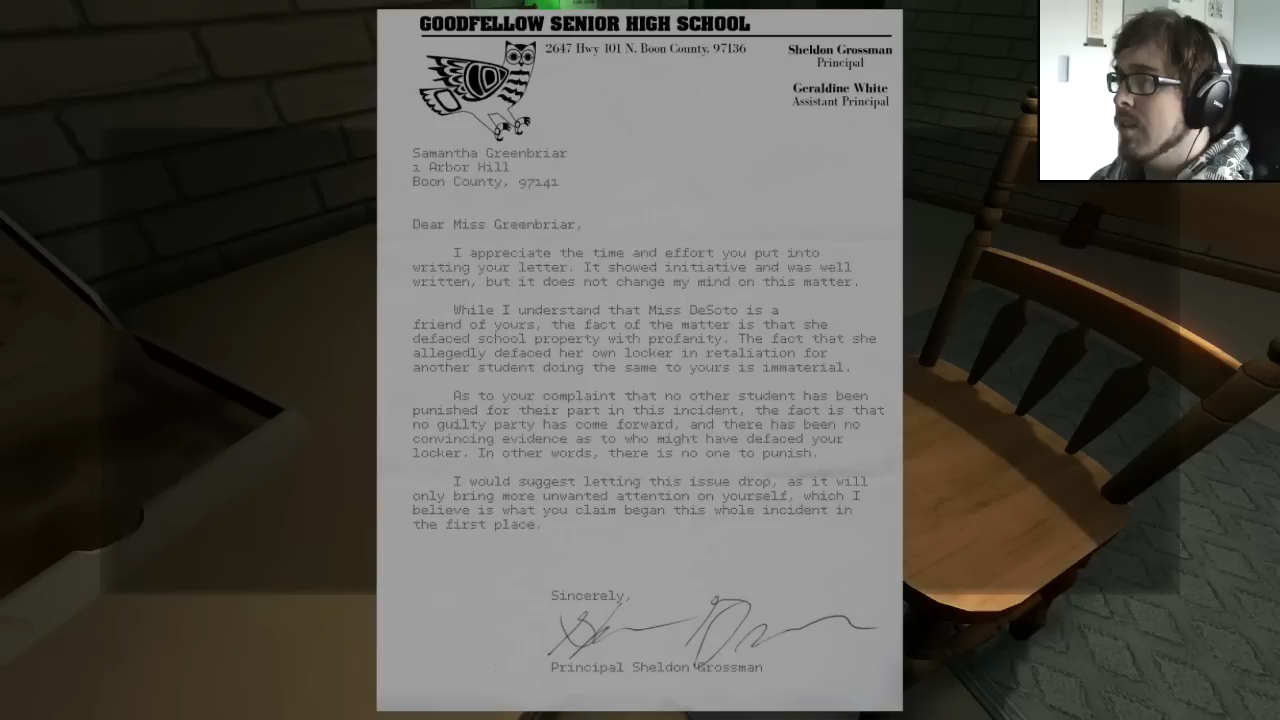 GOODFELLOW SENIOR HIGH SCHOOL
2647 Hwy 101 N. Boon County. 97136
Sheldon Grossman
Principal
Geraldine White
Assistant Principal
Samantha Greenbriar
1 Arbor Hill
Boon County, 97141
Dear Miss Greenbriar,
I appreciate the time and effort you put into
writing your letter. It showed initiative and was well
written, but it does not change my mind on this matter.
While I understand that Miss DeSoto is a
friend of yours, the fact of the matter is that she
defaced school property with profanity. The fact that she
allegedly defaced her own locker in retaliation for
another student doing the same to yours is immaterial.
As to your complaint that no other student has been
punished for their part in this incident, the fact is that
no guilty party has come forward, and there has been no
convincing evidence as to who might have defaced your
locker. In other words, there is no one to punish.
I would suggest letting this issue drop, as it will
only bring more unwanted attention on yourself, which I
believe is what you claim began this whole incident in
the first place.
Sincerely,
Principal Sheldon Grossman